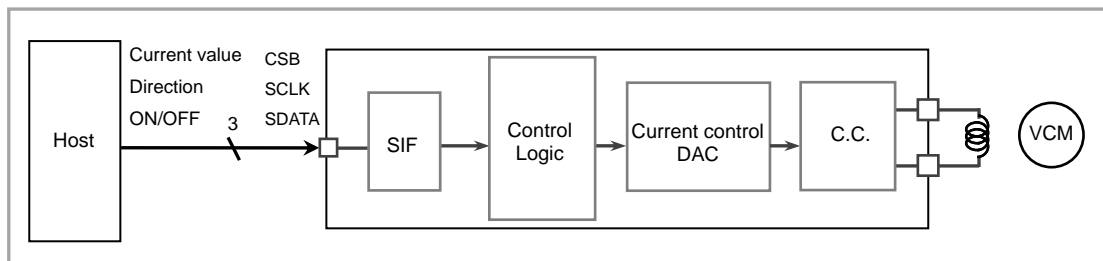 Host
Current value
Direction
ON/OFF
3
CSB
SCLK
SDATA
SIF
Control
Logic
Current control
DAC
C.C.
VCM